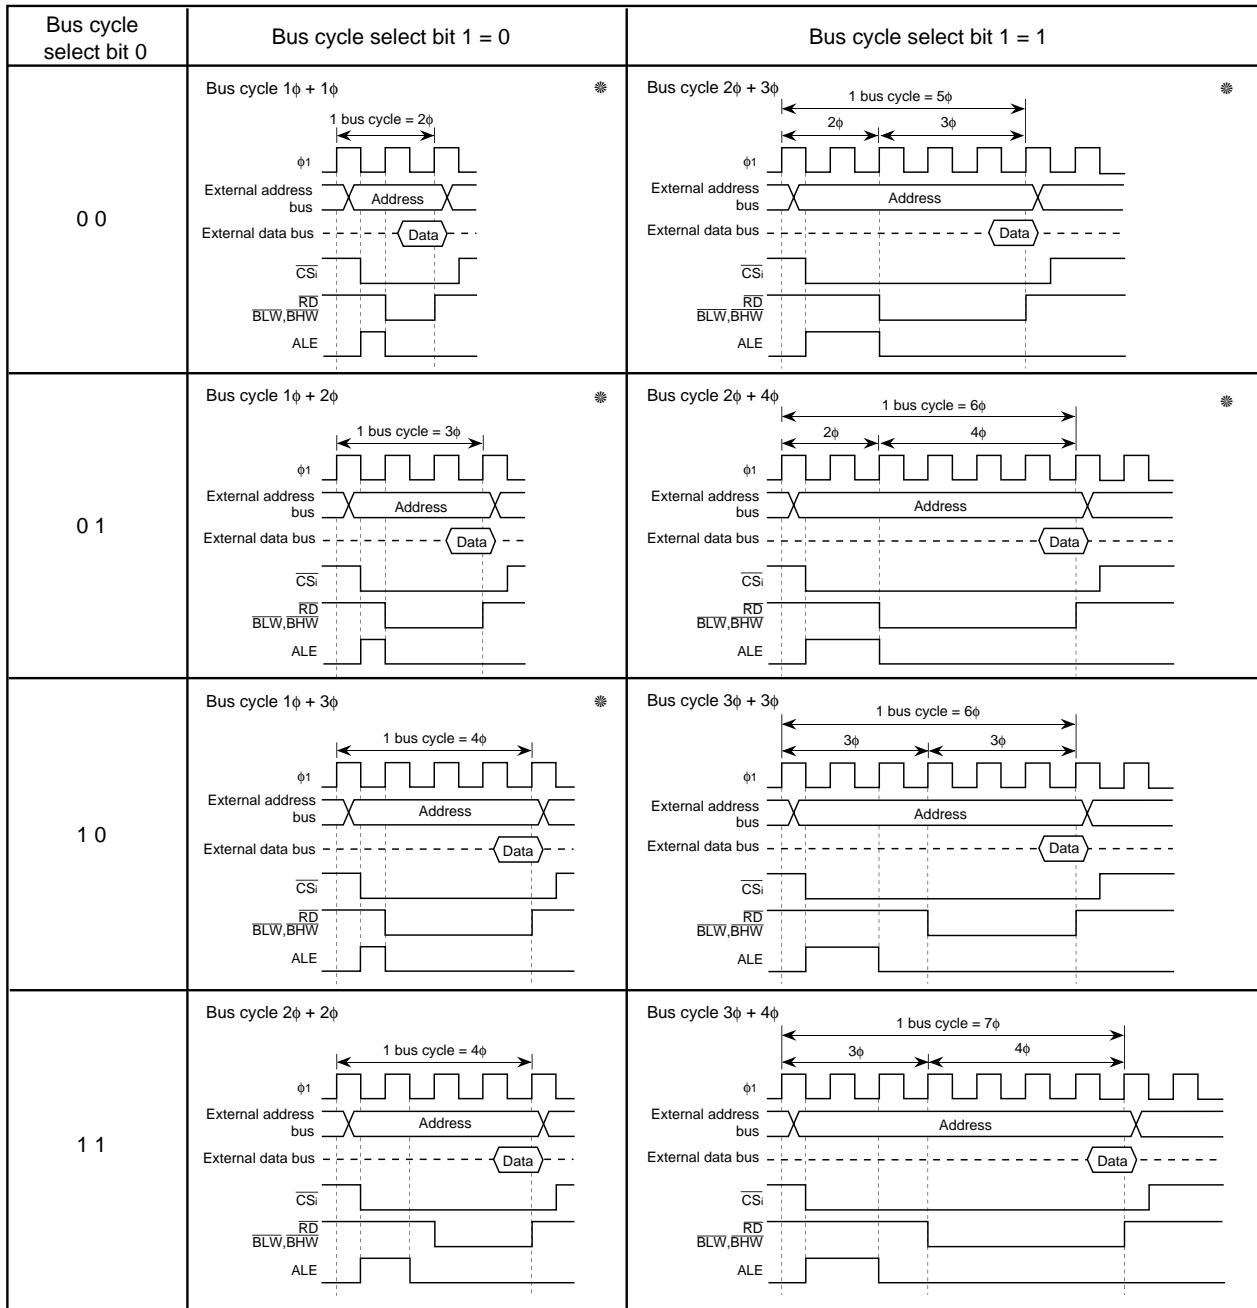 Bus cycle
select bit 0
Bus cycle select bit 1 = 0
Bus cycle select bit 1 = 1
0 0
Bus cycle 1ϕ + 1ϕ
※
1 bus cycle = 2ϕ
ϕ1
External address
bus
Address
External data bus
Data
CSi
RD
BLW,BHW
ALE
Bus cycle 2ϕ + 3ϕ
※
1 bus cycle = 5ϕ
2ϕ
3ϕ
ϕ1
External address
bus
Address
External data bus
Data
CSi
RD
BLW,BHW
ALE
0 1
Bus cycle 1ϕ + 2ϕ
※
1 bus cycle = 3ϕ
ϕ1
External address
bus
Address
External data bus
Data
CSi
RD
BLW,BHW
ALE
Bus cycle 2ϕ + 4ϕ
※
1 bus cycle = 6ϕ
2ϕ
4ϕ
ϕ1
External address
bus
Address
External data bus
Data
CSi
RD
BLW,BHW
ALE
1 0
Bus cycle 1ϕ + 3ϕ
※
1 bus cycle = 4ϕ
ϕ1
External address
bus
Address
External data bus
Data
CSi
RD
BLW,BHW
ALE
Bus cycle 3ϕ + 3ϕ
1 bus cycle = 6ϕ
3ϕ
3ϕ
ϕ1
External address
bus
Address
External data bus
Data
CSi
RD
BLW,BHW
ALE
1 1
Bus cycle 2ϕ + 2ϕ
1 bus cycle = 4ϕ
ϕ1
External address
bus
Address
External data bus
Data
CSi
RD
BLW,BHW
ALE
Bus cycle 3ϕ + 4ϕ
1 bus cycle = 7ϕ
3ϕ
4ϕ
ϕ1
External address
bus
Address
External data bus
Data
CSi
RD
BLW,BHW
ALE